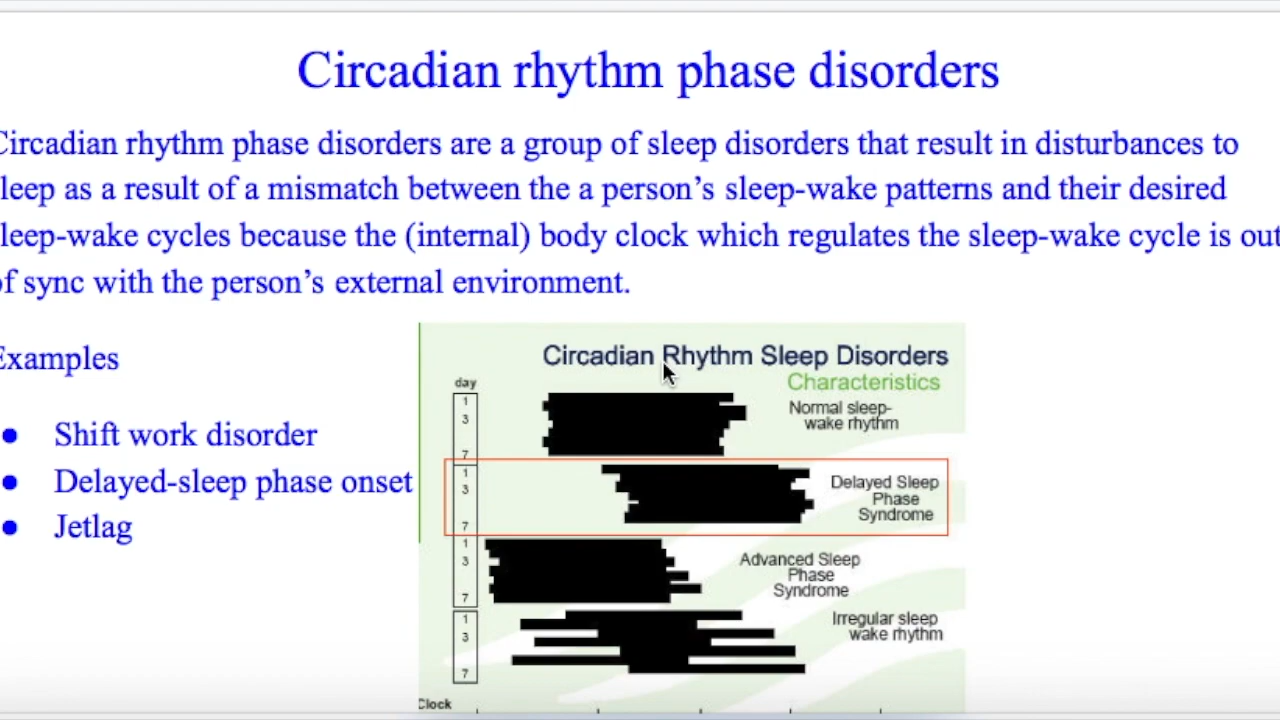 Circadian rhythm phase disorders
Circadian rhythm phase disorders are a group of sleep disorders that result in disturbances to
leep as a result of a mismatch between the a person's sleep-wake patterns and their desired
leep-wake cycles because the (internal) body clock which regulates the sleep-wake cycle is out
of sync with the person's external environment.
Examples
● Shift work disorder
● Delayed-sleep phase onset
● Jetlag
Circadian Rhythm Sleep Disorders
Characteristics
day
1
3
7
Normal sleep-
wake rhythm
1
3
7
Delayed Sleep
Phase
Syndrome
1
3
7
Advanced Sleep
Phase
Syndrome
1
3
7
Irregular sleep
wake rhythm
Clock